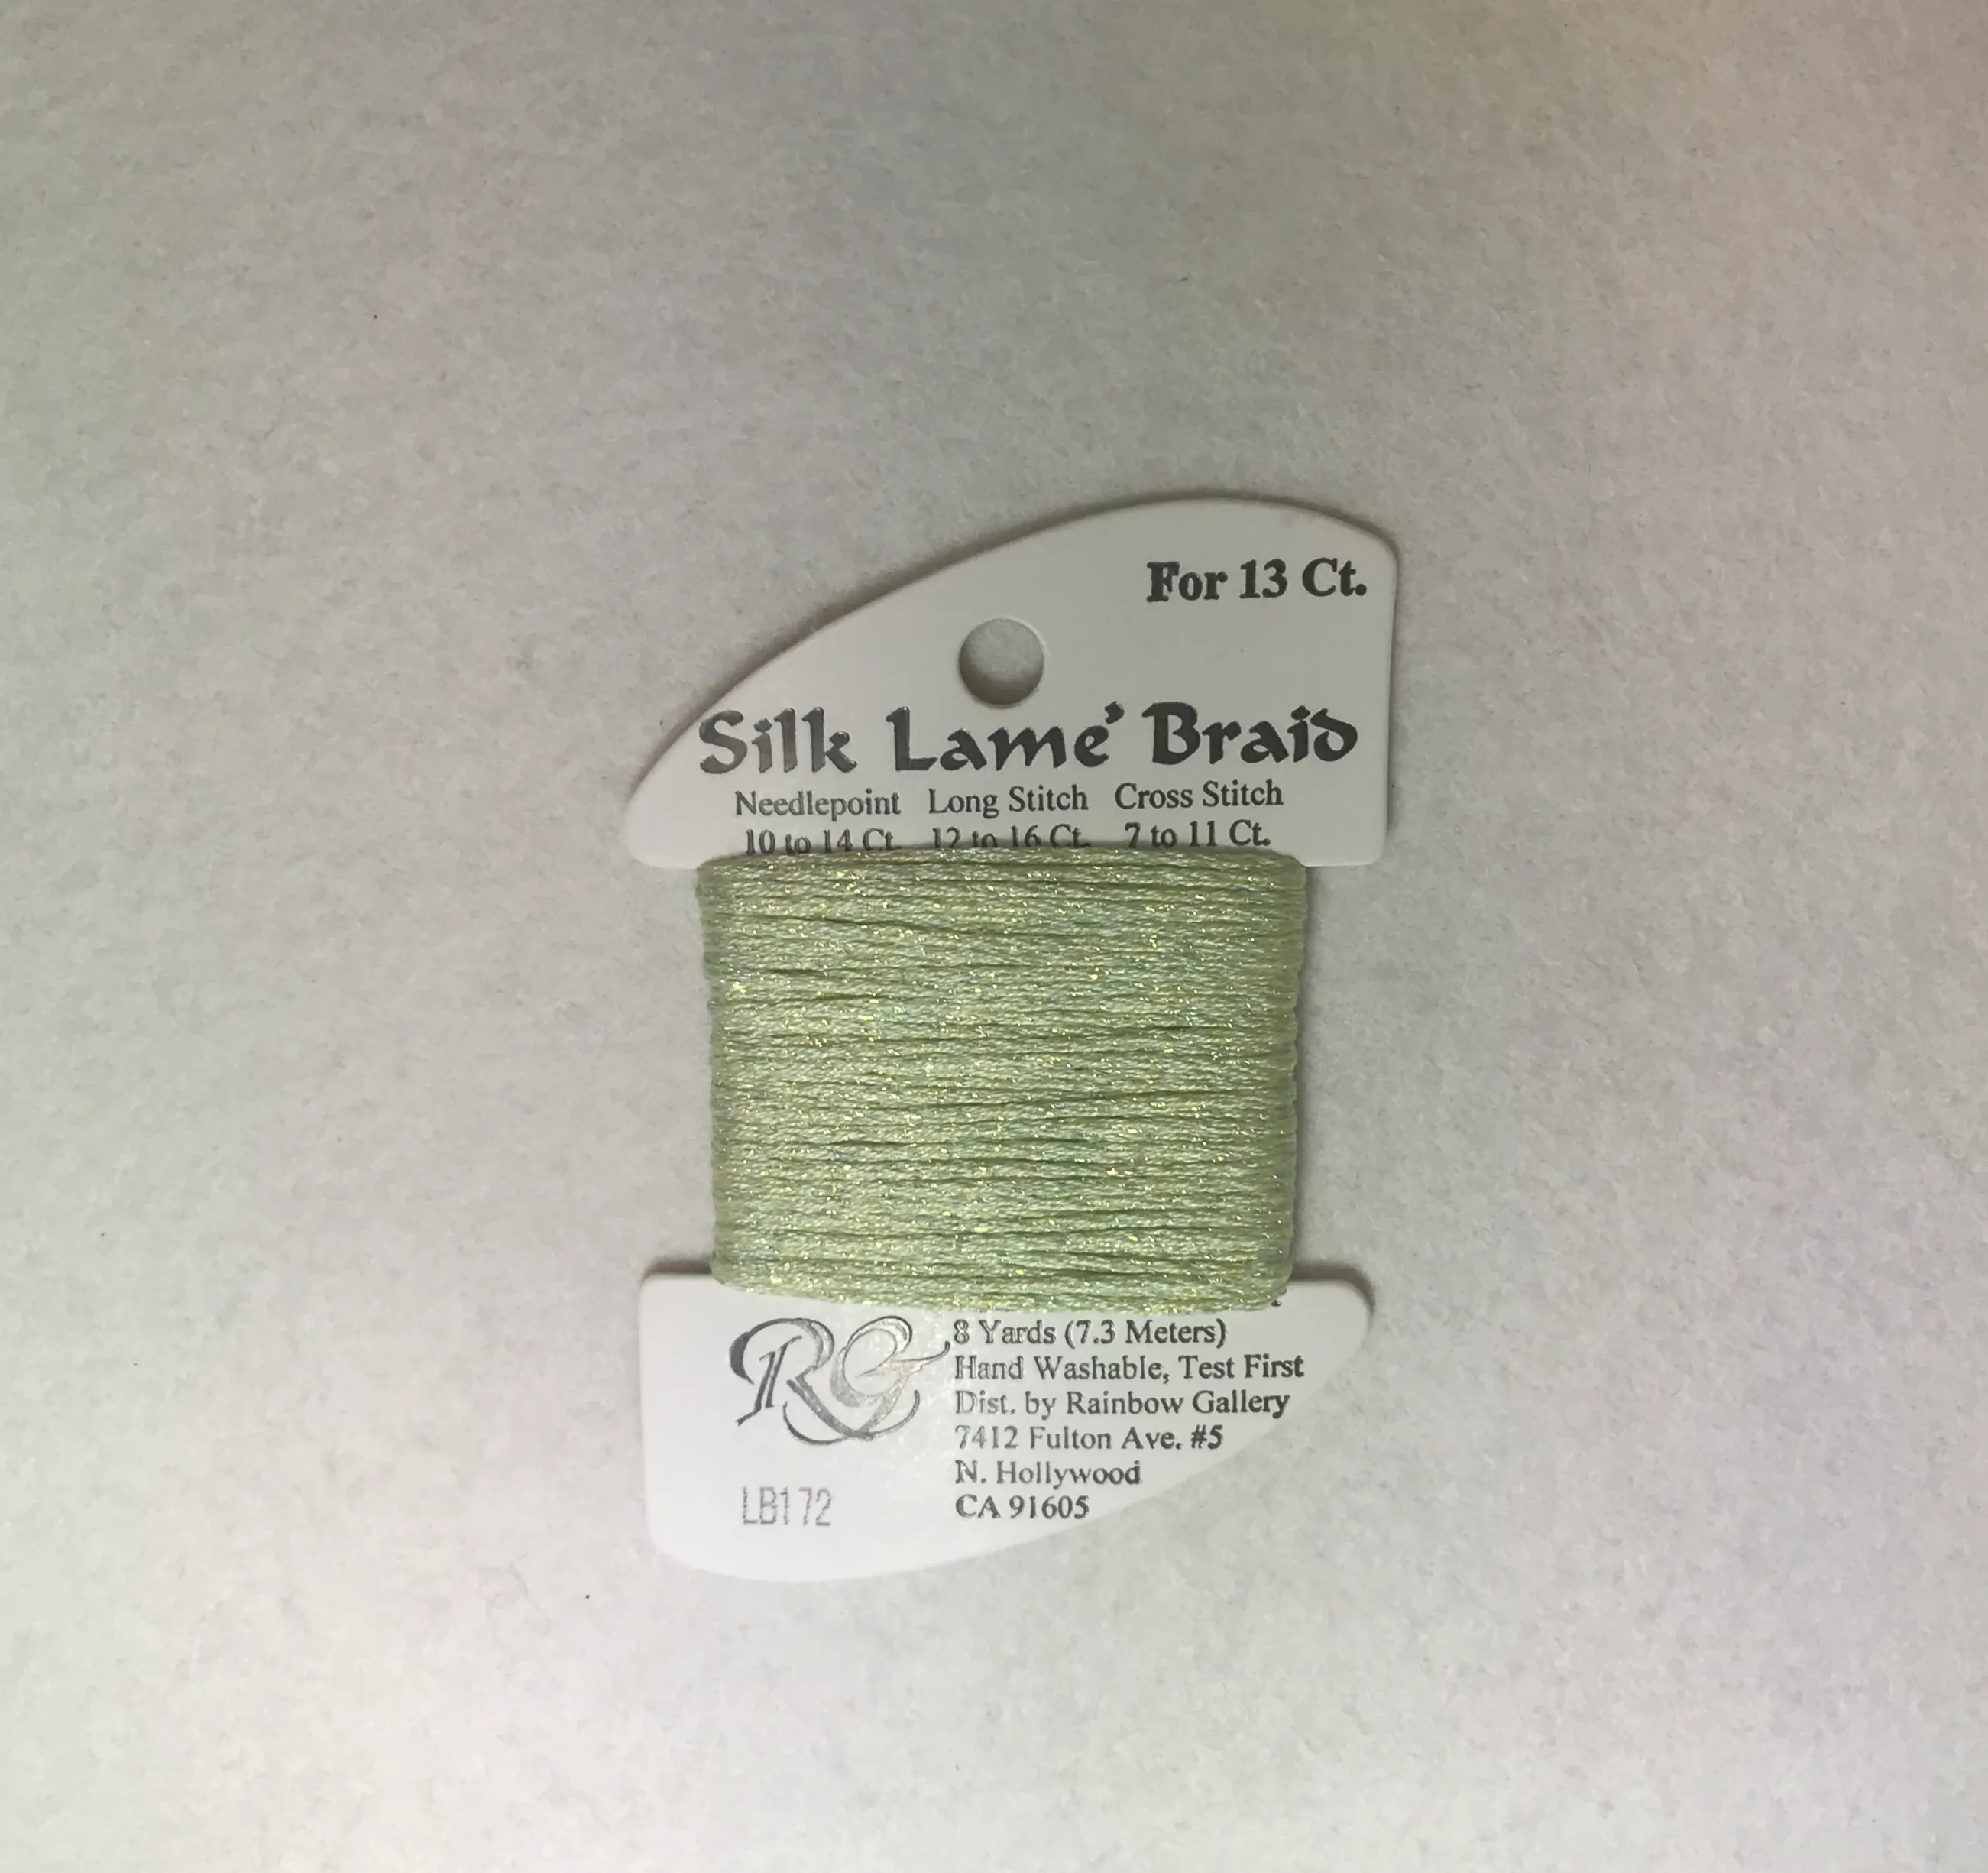 For 13 Ct.
Silk Lame' Braid
Needlepoint Long Stitch Cross Stitch
10 to 14 Ct. 12 to 16 Ct. 7 to 11 Ct.
RG
8 Yards (7.3 Meters)
Hand Washable, Test First
Dist. by Rainbow Gallery
7412 Fulton Ave. #5
N. Hollywood
CA 91605
LB172